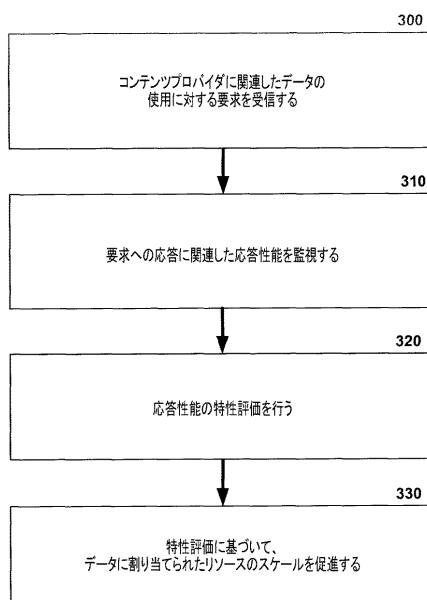 300
コンテンツプロバイダに関連したデータの
使用に対する要求を受信する
310
要求への応答に関連した応答性能を監視する
320
応答性能の特性評価を行う
330
特性評価に基づいて、
データに割り当てられたリソースのスケールを促進する